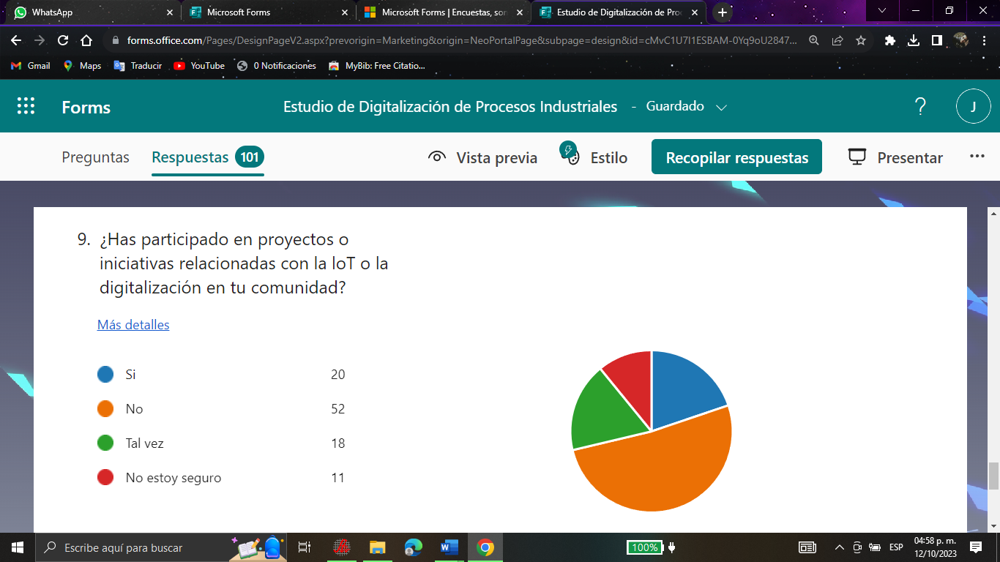 WhatsApp
Microsoft Forms
Microsoft Forms | Encuestas, son
Estudio de Digitalización de Proc
forms.office.com/Pages/DesignPageV2.aspx?prevorigin=Marketing&origin=NeoPortalPage&subpage=design&id=cMvC1U7I1ESBAM-0Yq9oU2847...
Gmail
Maps
Traducir
YouTube
0 Notificaciones
MyBib: Free Citatio...
Forms
Estudio de Digitalización de Procesos Industriales - Guardado
?
J
Preguntas
Respuestas 101
Vista previa
Estilo
Recopilar respuestas
Presentar
...
9. ¿Has participado en proyectos o
iniciativas relacionadas con la loT o la
digitalización en tu comunidad?
Más detalles
Si 20
No 52
Tal vez 18
No estoy seguro 11
Escribe aquí para buscar
100%
ESP
04:58 p. m.
12/10/2023